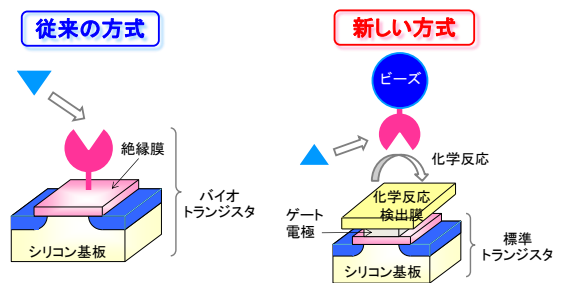 従来の方式
絶縁膜
バイオ
トランジスタ
シリコン基板
新しい方式
ビーズ
化学反応
化学反応
検出膜
ゲート
電極
標準
トランジスタ
シリコン基板